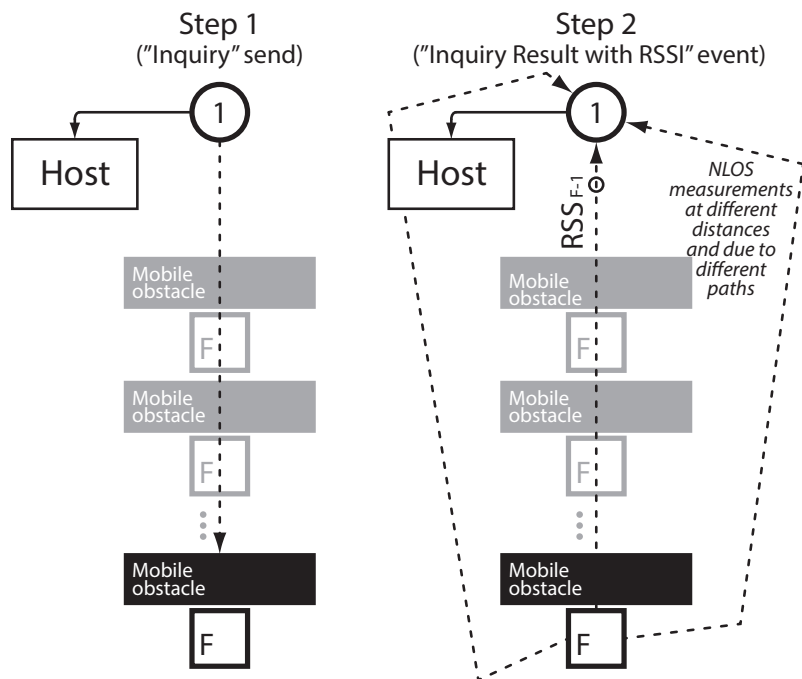 Step 1
("Inquiry" send)
1
Host
Mobile
obstacle
F
Mobile
obstacle
F
Mobile
obstacle
F
Step 2
("Inquiry Result with RSSI" event)
1
Host
RSS F-1
NLOS
measurements
at different
distances
and due to
different
paths
Mobile
obstacle
F
Mobile
obstacle
F
Mobile
obstacle
F